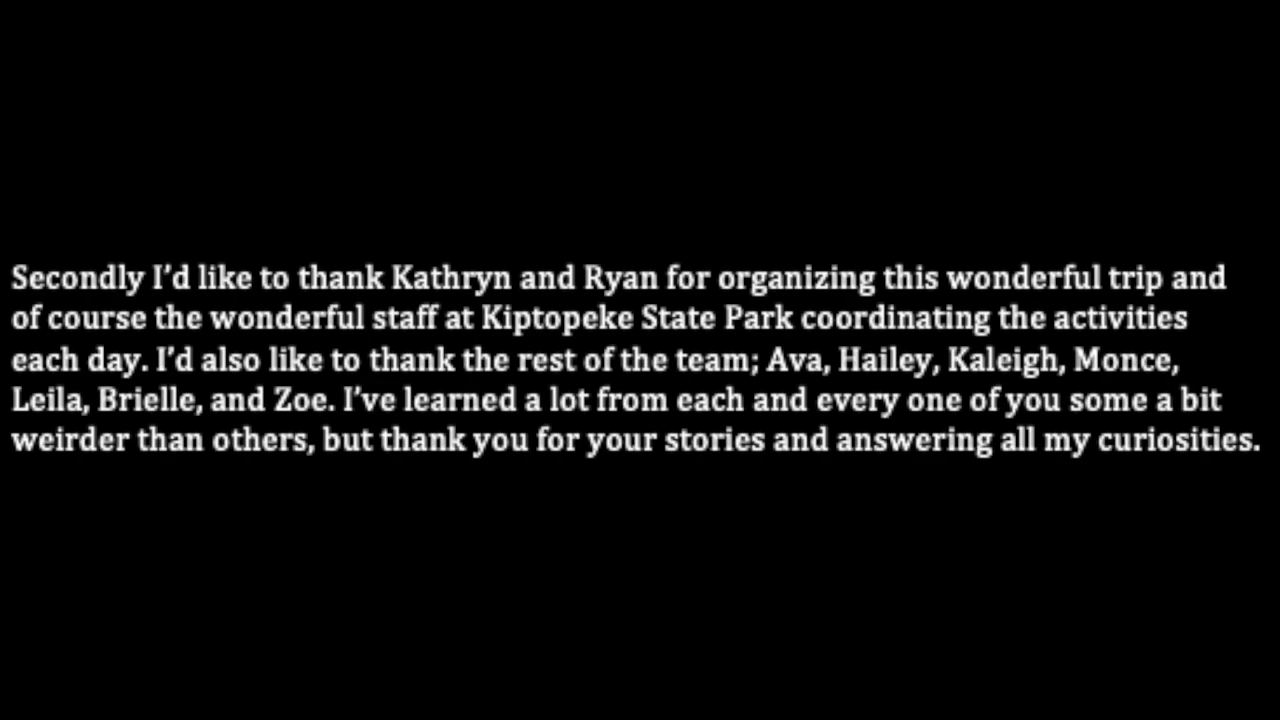 Secondly I’d like to thank Kathryn and Ryan for organizing this wonderful trip and
of course the wonderful staff at Kiptopeke State Park coordinating the activities
each day. I’d also like to thank the rest of the team; Ava, Hailey, Kaleigh, Monce,
Leila, Brielle, and Zoe. I’ve learned a lot from each and every one of you some a bit
weirder than others, but thank you for your stories and answering all my curiosities.